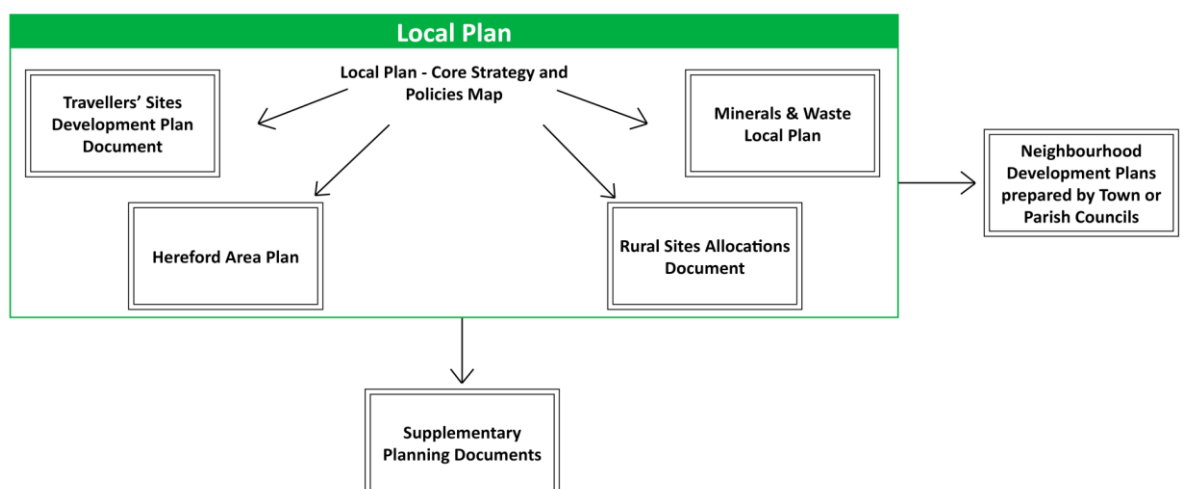 Local Plan
Local Plan - Core Strategy and
Policies Map
Travellers' Sites
Development Plan
Document
Minerals & Waste
Local Plan
Hereford Area Plan
Rural Sites Allocations
Document
Neighbourhood
Development Plans
prepared by Town or
Parish Councils
Supplementary
Planning Documents